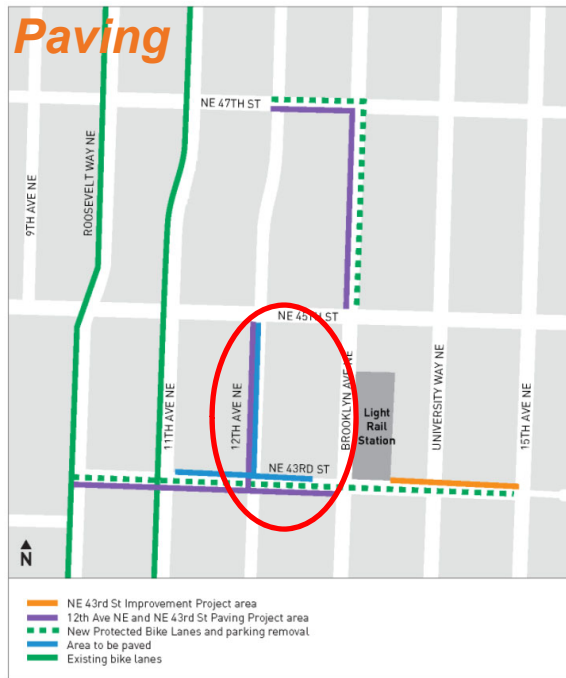 Paving
NE 47TH ST
9TH AVE NE
ROOSEVELT WAY NE
NE 45TH ST
11TH AVE NE
12TH AVE NE
BROOKLYN AVE NE
Light
Rail
Station
UNIVERSITY WAY NE
15TH AVE NE
NE 43RD ST
N
NE 43rd St Improvement Project area
12th Ave NE and NE 43rd St Paving Project area
New Protected Bike Lanes and parking removal
Area to be paved
Existing bike lanes